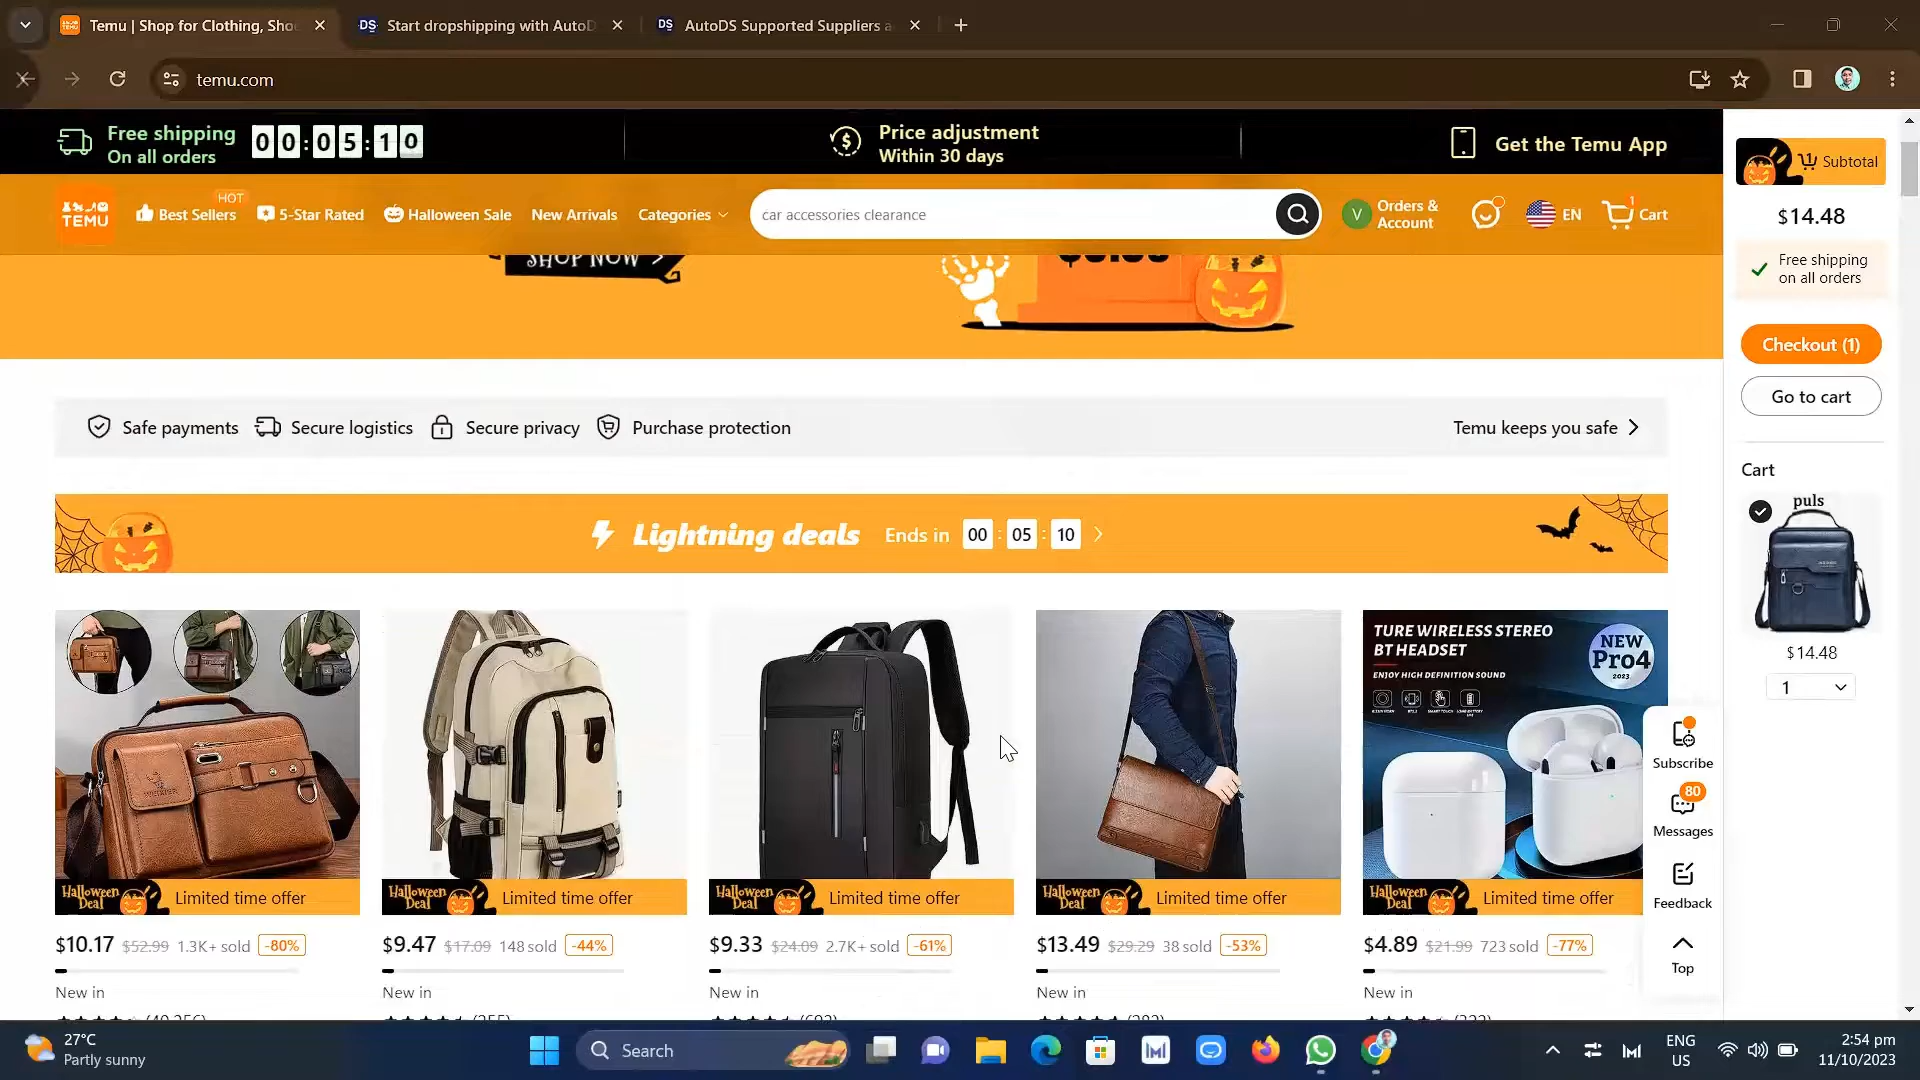 Temu | Shop for Clothing, Shoe
Start dropshipping with AutoD
AutoDS Supported Suppliers a
temu.com
Free shipping
On all orders
00:05:10
Price adjustment
Within 30 days
Get the Temu App
TEMU
Best Sellers
HOT
5-Star Rated
Halloween Sale
New Arrivals
Categories
car accessories clearance
V
Orders &
Account
EN
1
Cart
SHOP NOW >
Safe payments
Secure logistics
Secure privacy
Purchase protection
Temu keeps you safe
Lightning deals
Ends in
00 : 05 : 10
TURE WIRELESS STEREO
BT HEADSET
ENJOY HIGH DEFINITION SOUND
NEW
Pro4
2023
Halloween
Deal
Limited time offer
Halloween
Deal
Limited time offer
Halloween
Deal
Limited time offer
Halloween
Deal
Limited time offer
Halloween
Deal
Limited time offer
$10.17 $52.99 1.3K+ sold -80%
$9.47 $17.09 148 sold -44%
$9.33 $24.09 2.7K+ sold -61%
$13.49 $29.29 38 sold -53%
$4.89 $21.99 723 sold -77%
New in
New in
New in
New in
New in
1
Subtotal
$14.48
Free shipping
on all orders
Checkout (1)
Go to cart
Cart
puls
$14.48
1
Subscribe
80
Messages
Feedback
Top
27°C
Partly sunny
Search
ENG
US
2:54 pm
11/10/2023